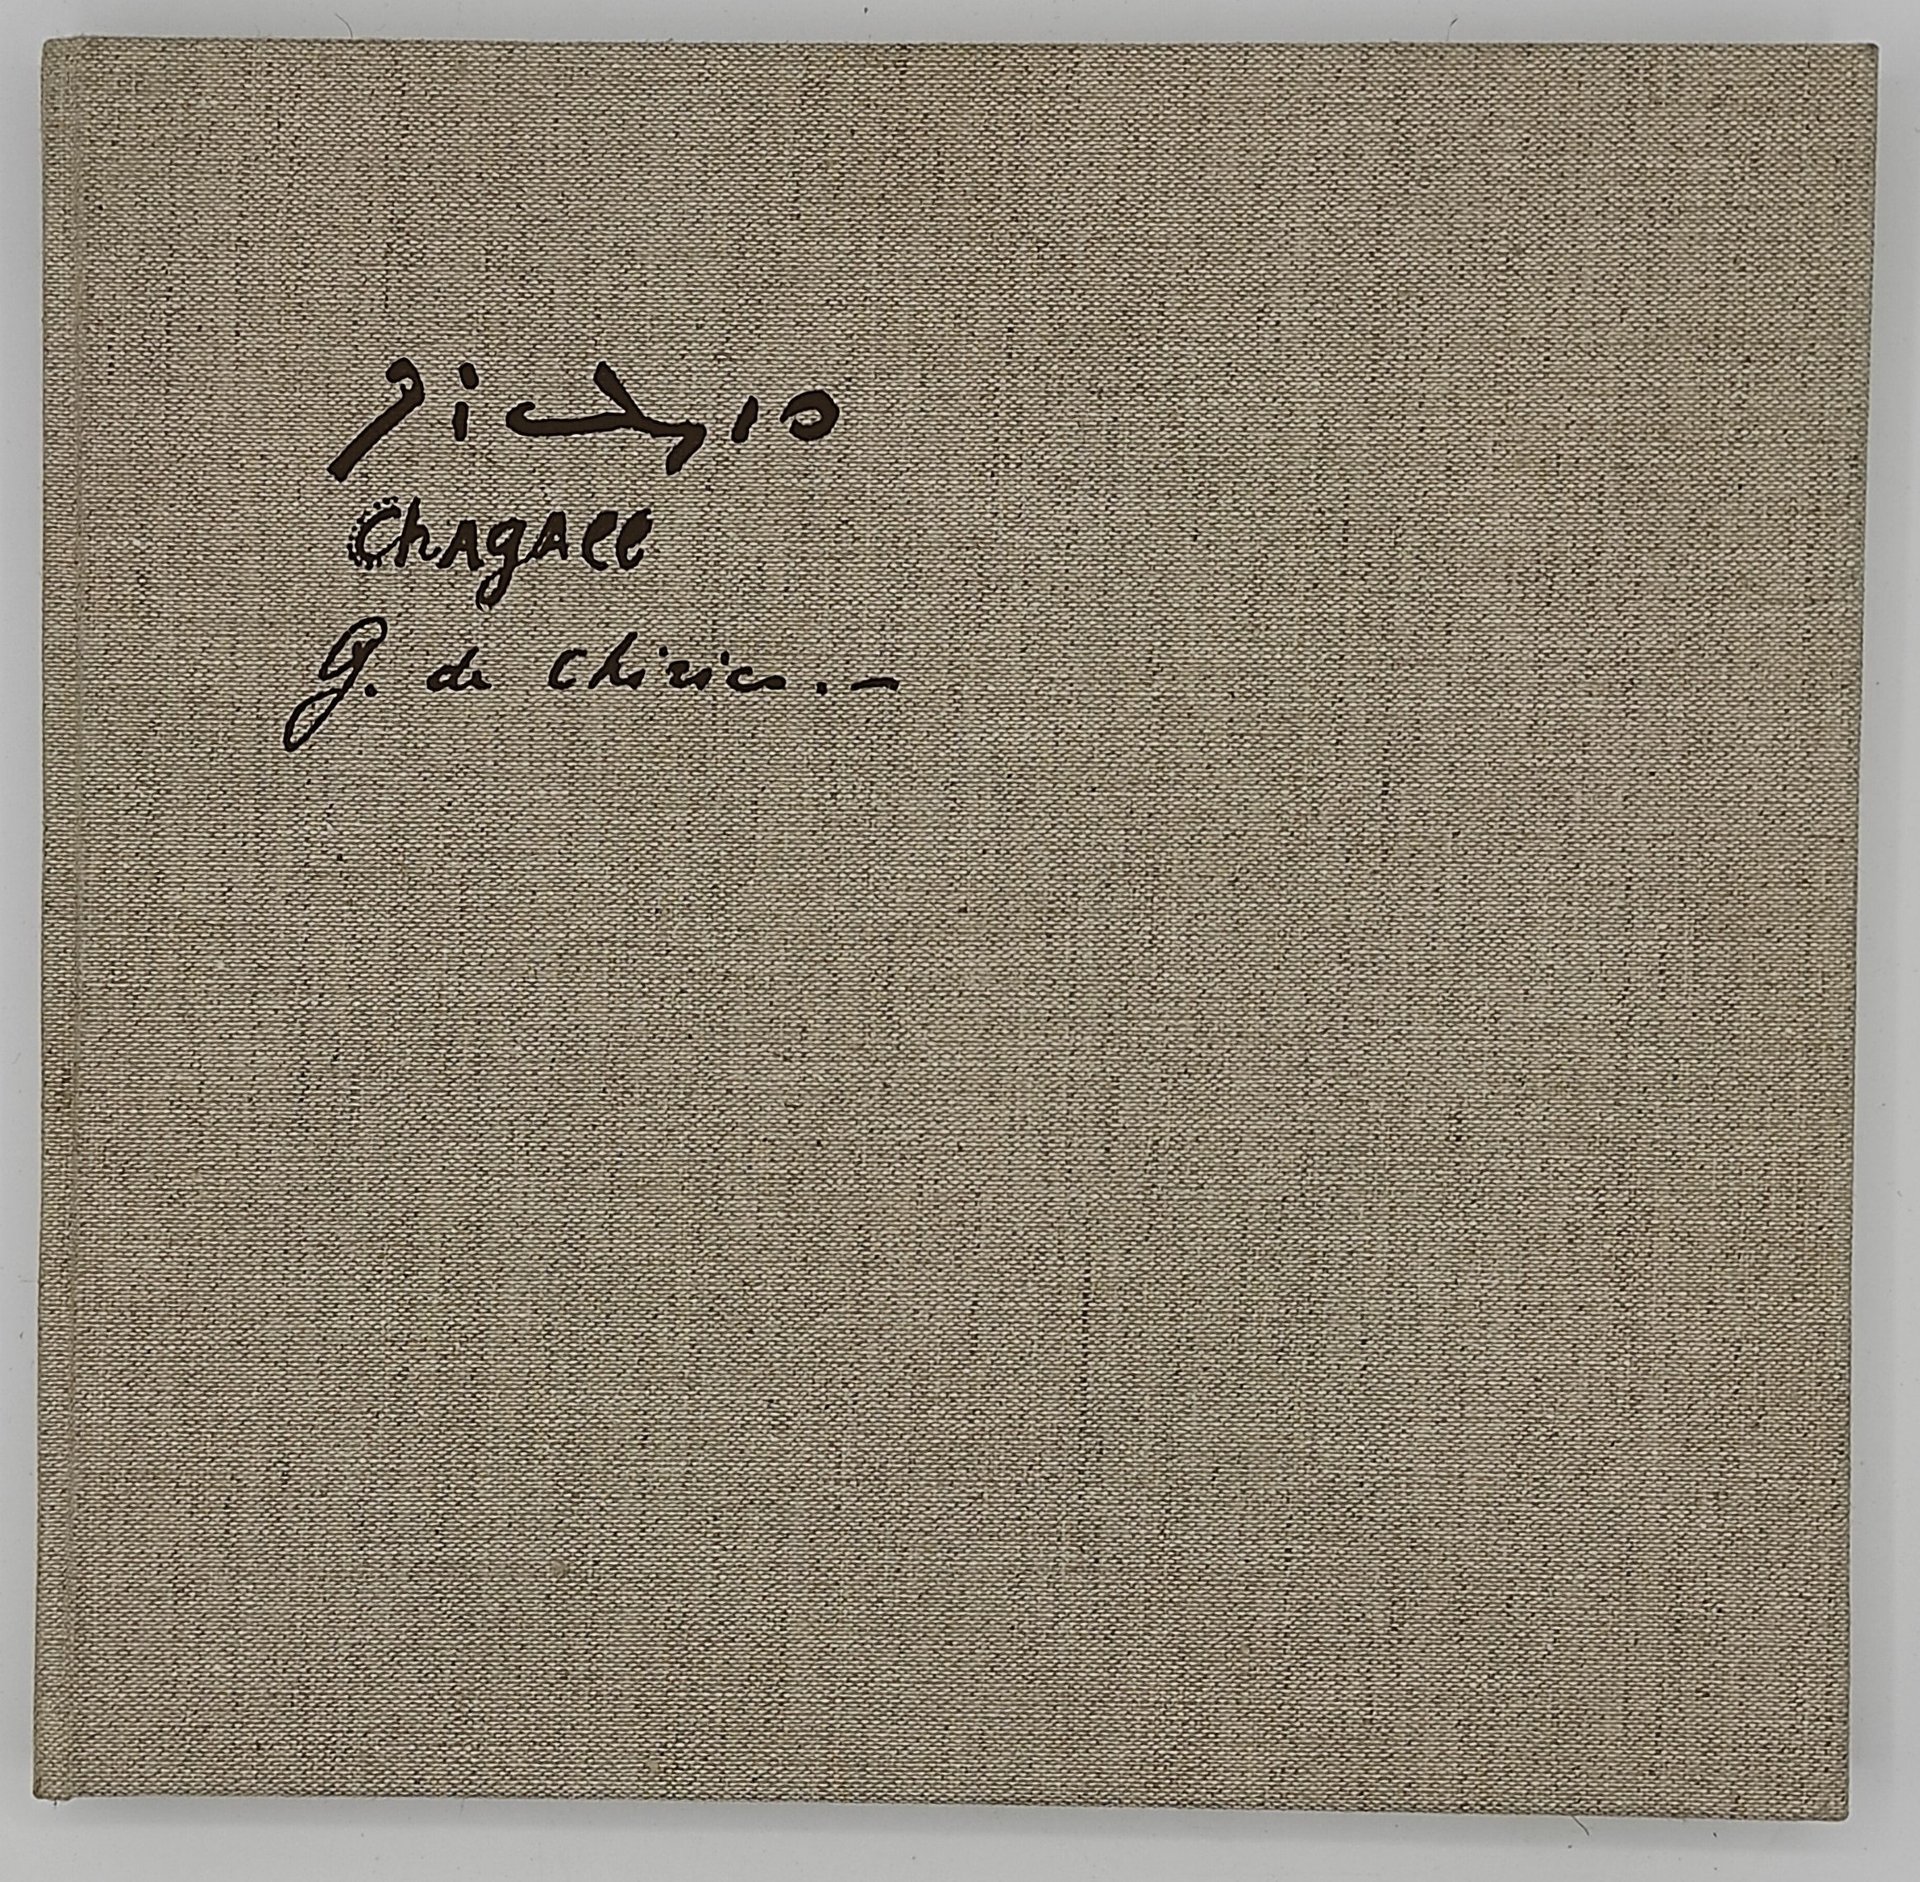 Picasso
Chagall
G. de Chirico. -